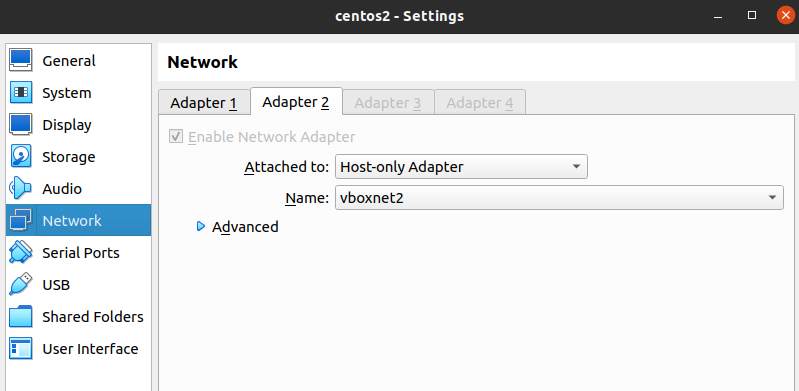 centos2 - Settings
General
System
Display
Storage
Audio
Network
Serial Ports
USB
Shared Folders
User Interface
Network
Adapter 1 Adapter 2 Adapter 3 Adapter 4
Enable Network Adapter
Attached to: Host-only Adapter
Name: vboxnet2
Advanced